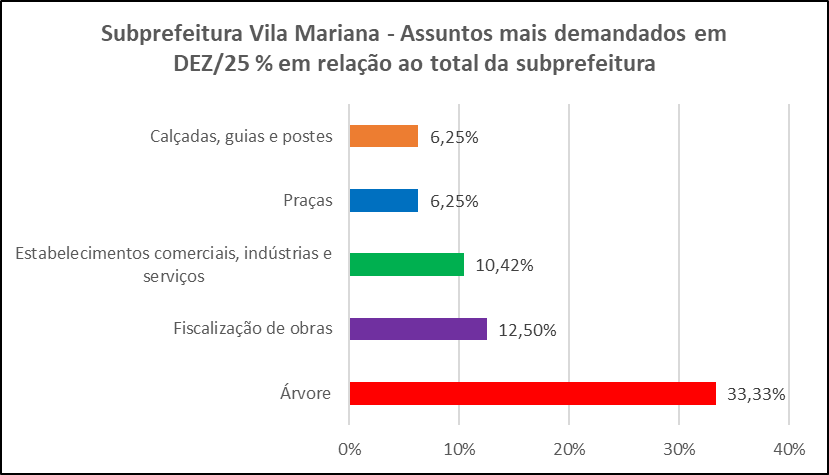 Subprefeitura Vila Mariana - Assuntos mais demandados em
DEZ/25 % em relação ao total da subprefeitura
Calçadas, guias e postes
6,25%
Praças
6,25%
Estabelecimentos comerciais, indústrias e
serviços
10,42%
Fiscalização de obras
12,50%
Árvore
33,33%
0%
10%
20%
30%
40%